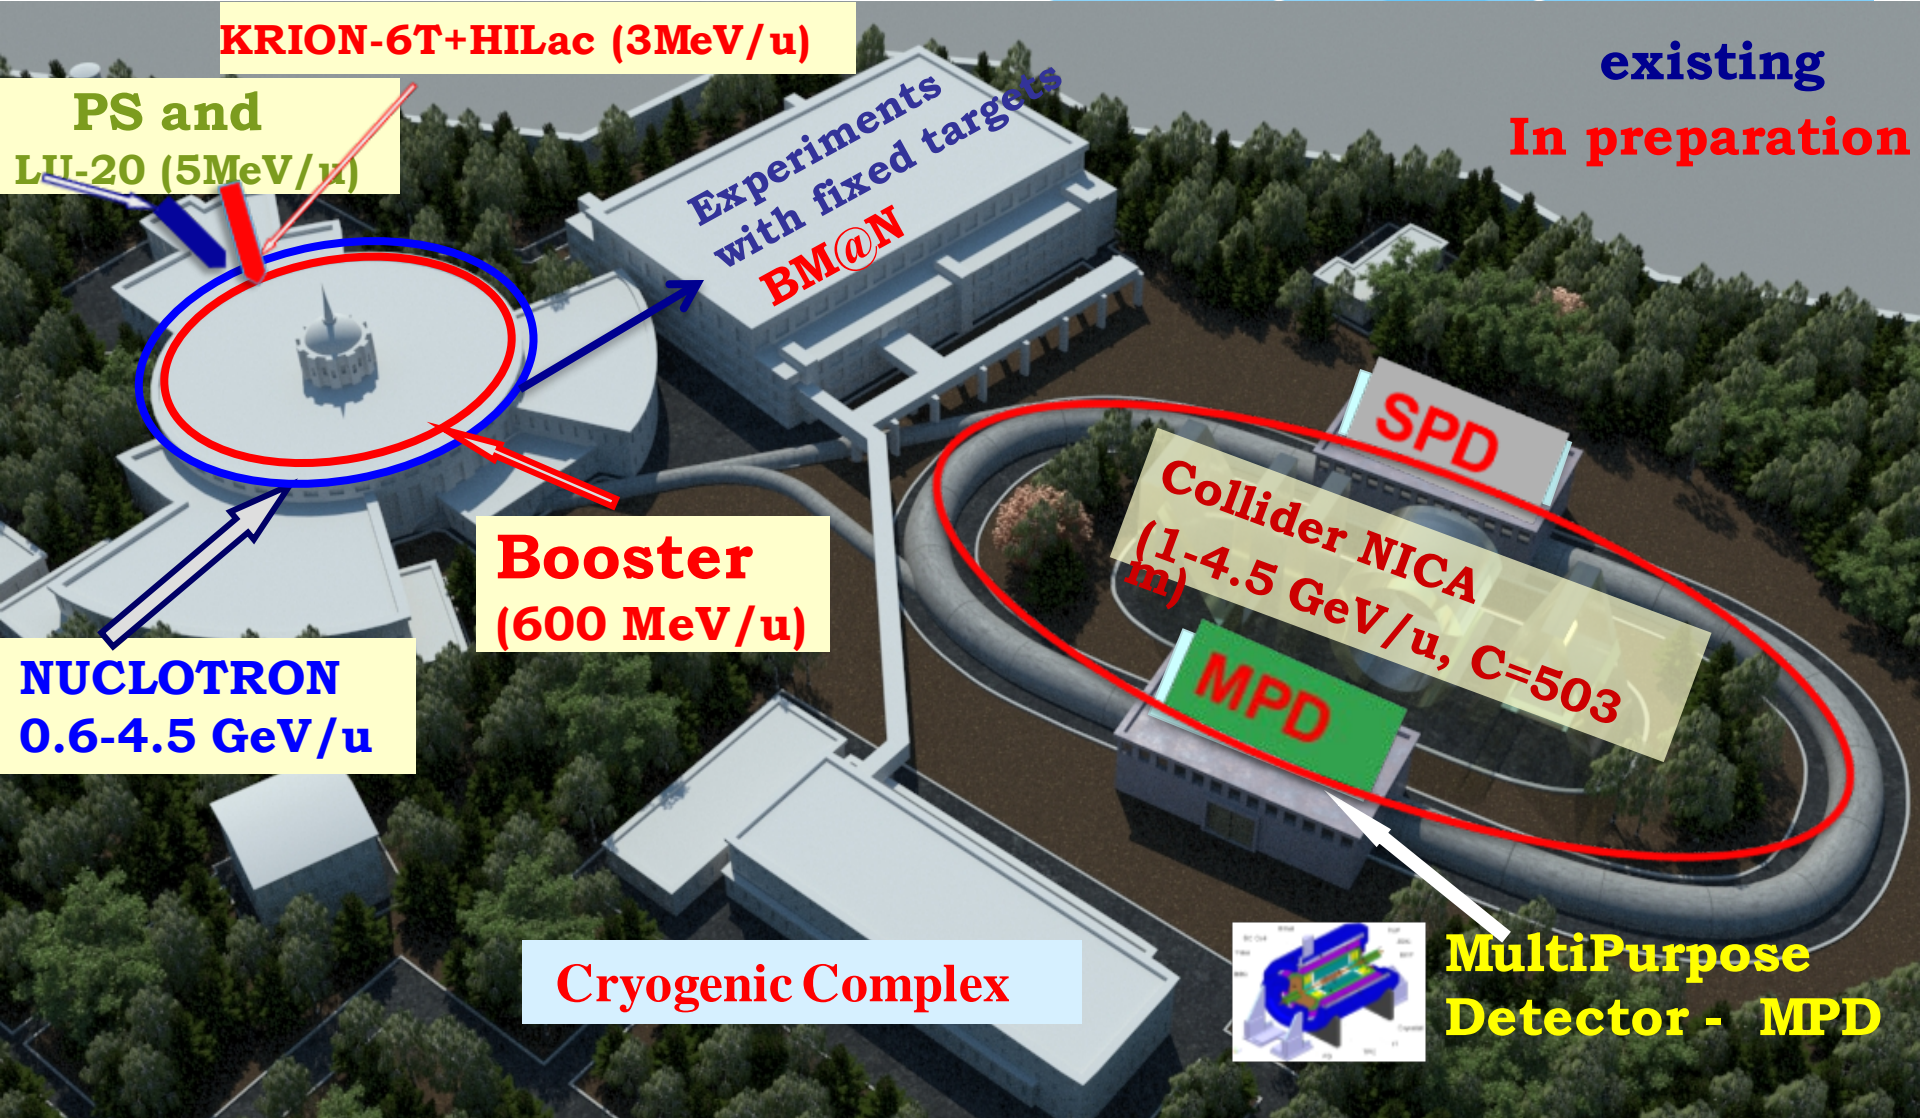 KRION-6T+HILac (3MeV/u)
existing
In preparation
PS and
LU-20 (5MeV/u)
Experiments
with fixed targets
BM@N
SPD
Collider NICA
(1-4.5 GeV/u, C=503
m)
Booster
(600 MeV/u)
MPD
NUCLOTRON
0.6-4.5 GeV/u
Cryogenic Complex
MultiPurpose
Detector - MPD